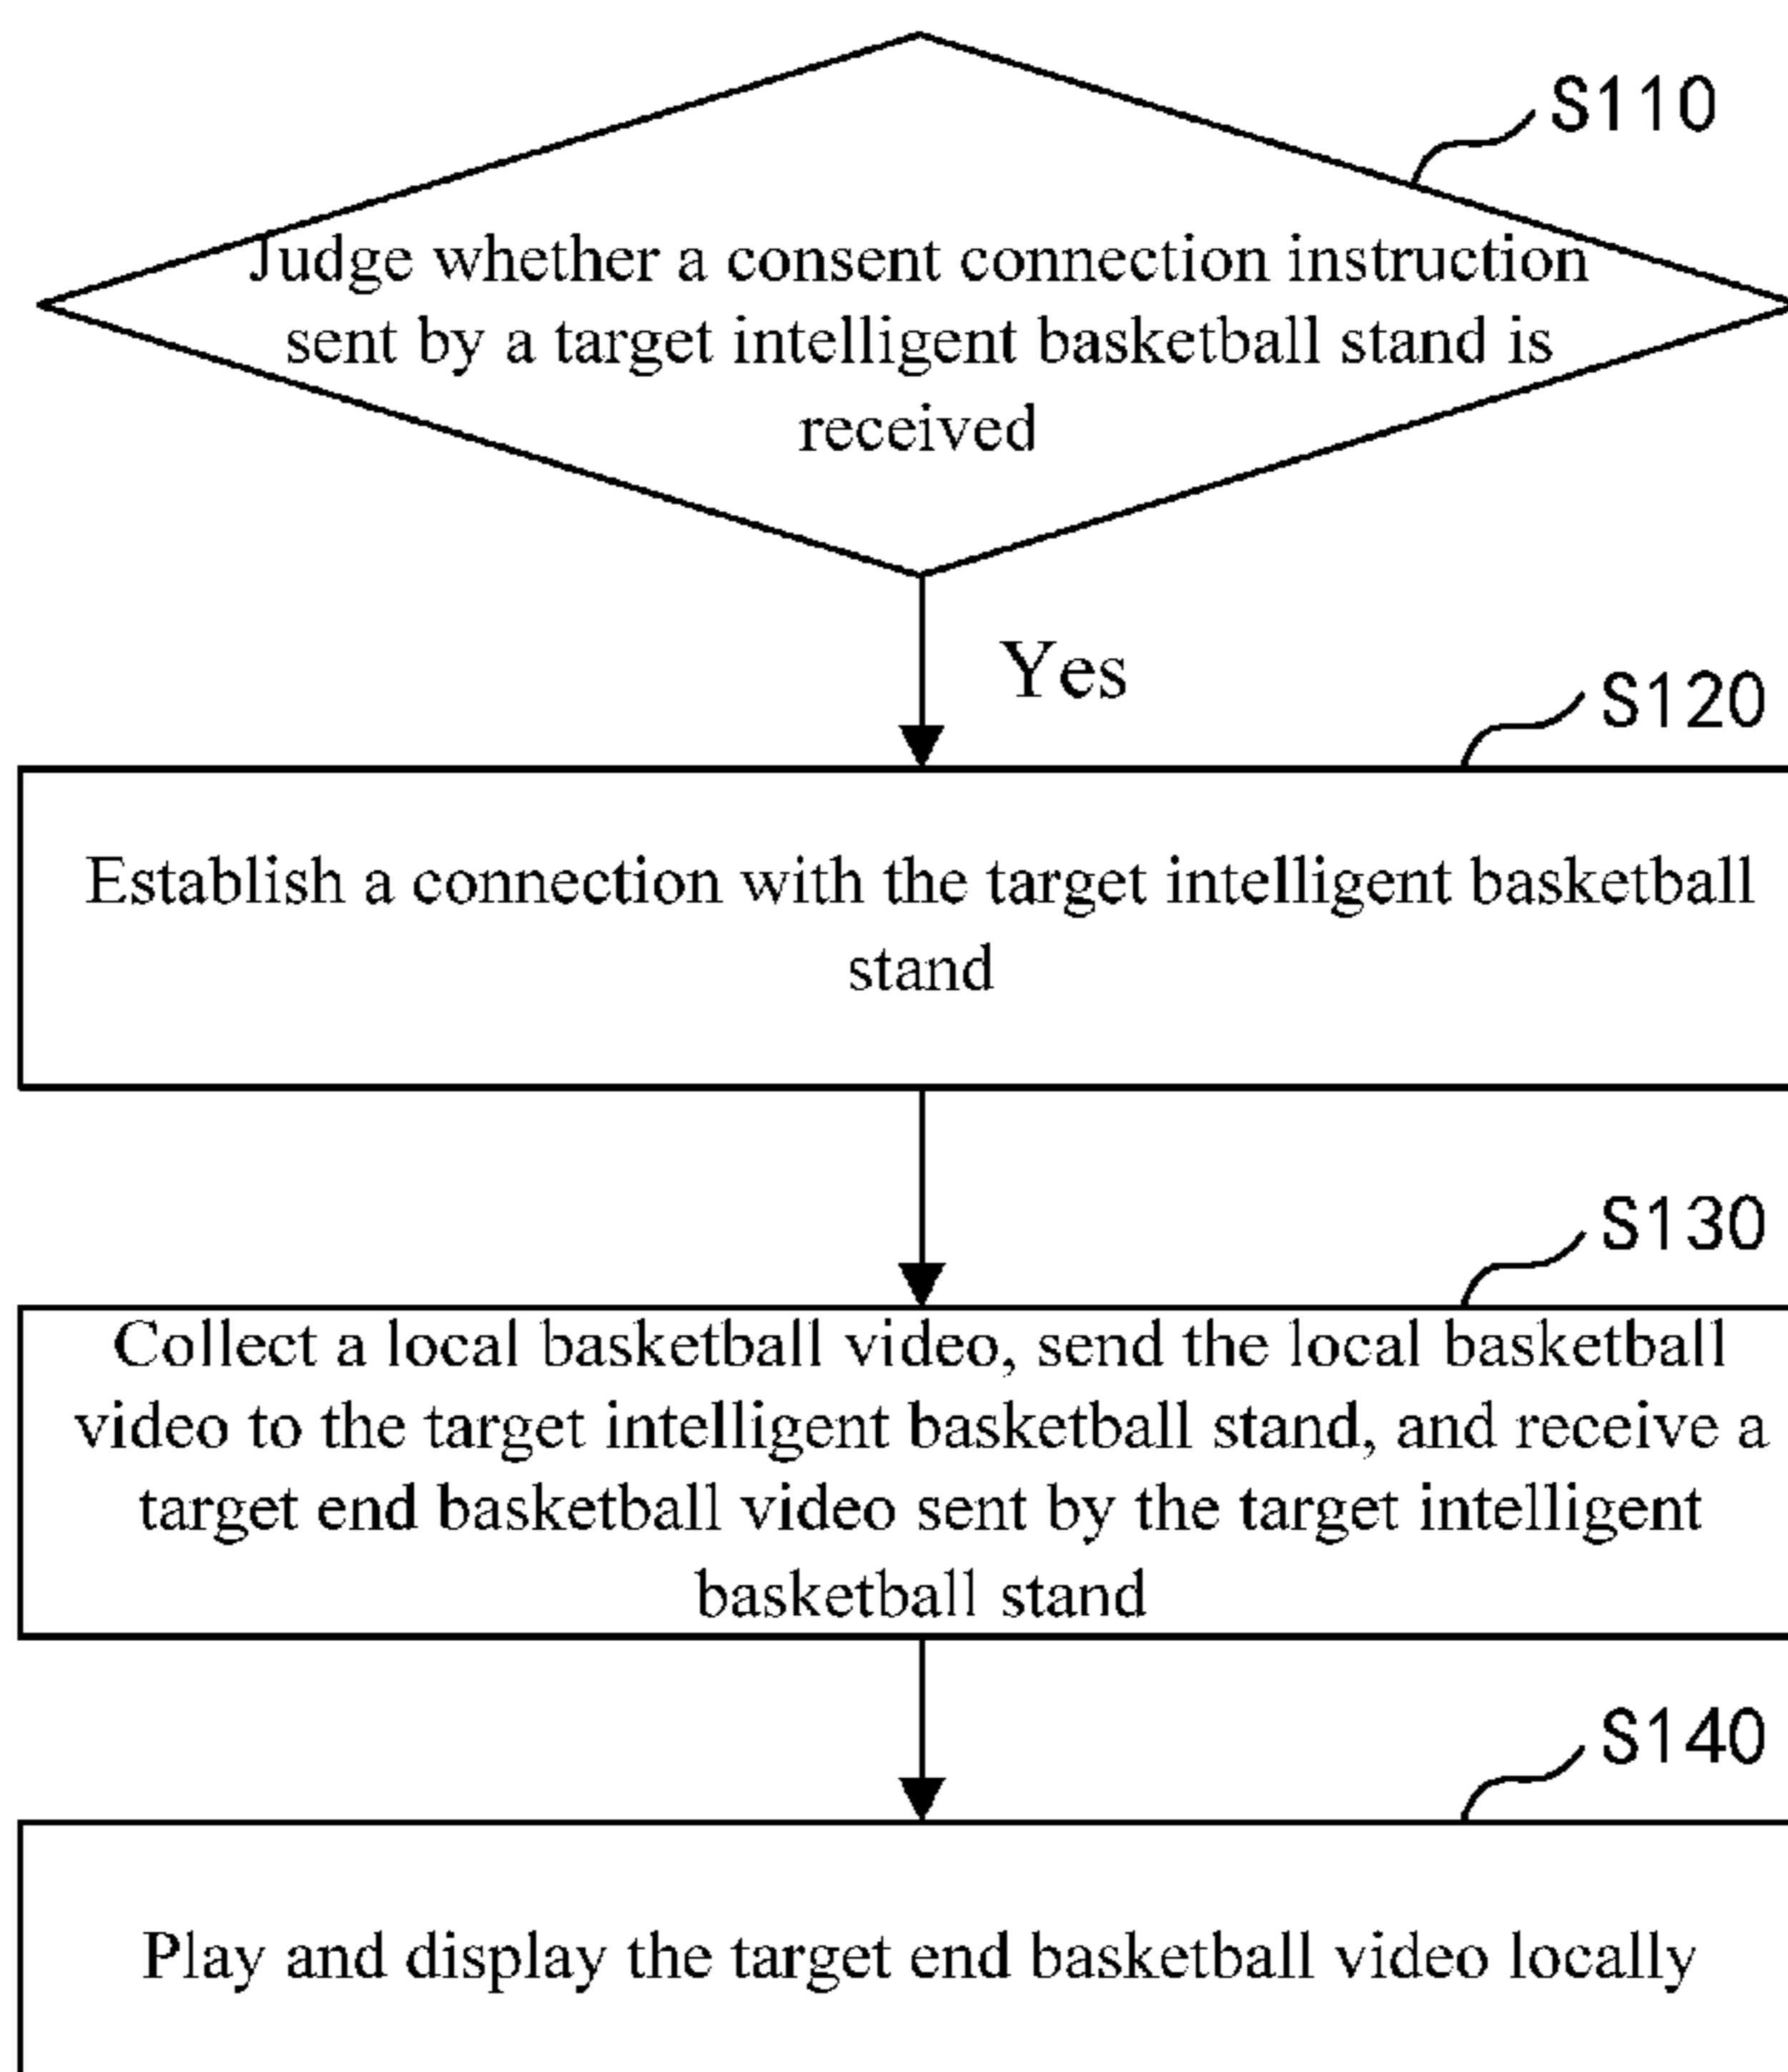 S110
Judge whether a consent connection instruction
sent by a target intelligent basketball stand is
received
Yes
S120
Establish a connection with the target intelligent basketball
stand
S130
Collect a local basketball video, send the local basketball
video to the target intelligent basketball stand, and receive a
target end basketball video sent by the target intelligent
basketball stand
S140
Play and display the target end basketball video locally